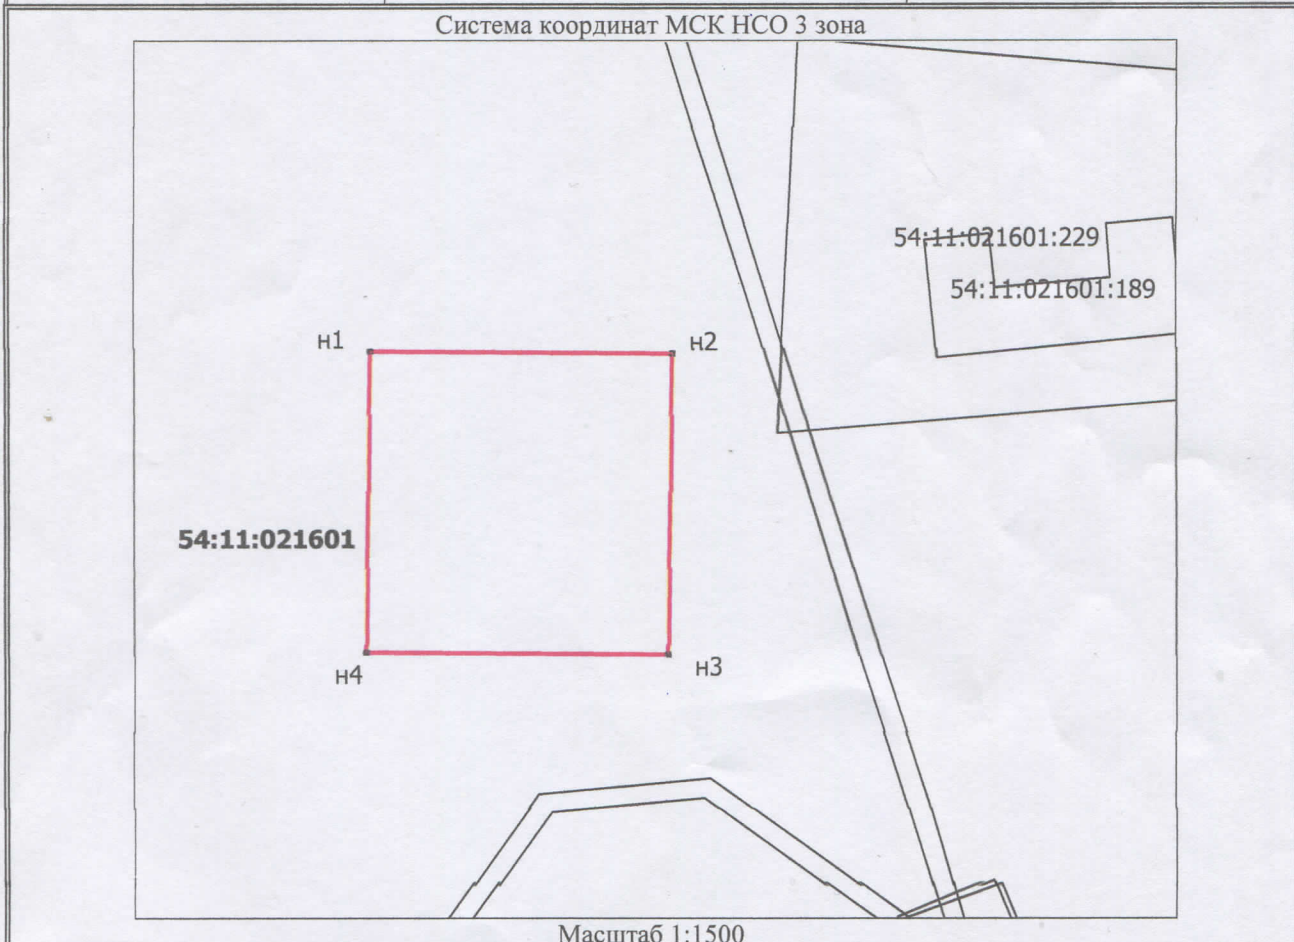 Система координат МСК НСО 3 зона
54:11:021601:229
54:11:021601:189
н1
н2
54:11:021601
н4
н3
Масштаб 1:1500